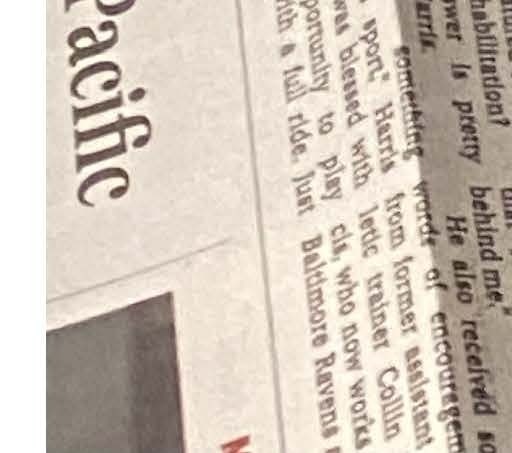 habilitation?
ower is pretty
arris.
something
sport," Harris
was blessed with
portunity to play
ith a full ride. Just
behind me."
He also received so
words of encouragem
from former assistant
letic trainer Collin
cis, who now works
Baltimore Ravens
Pacific